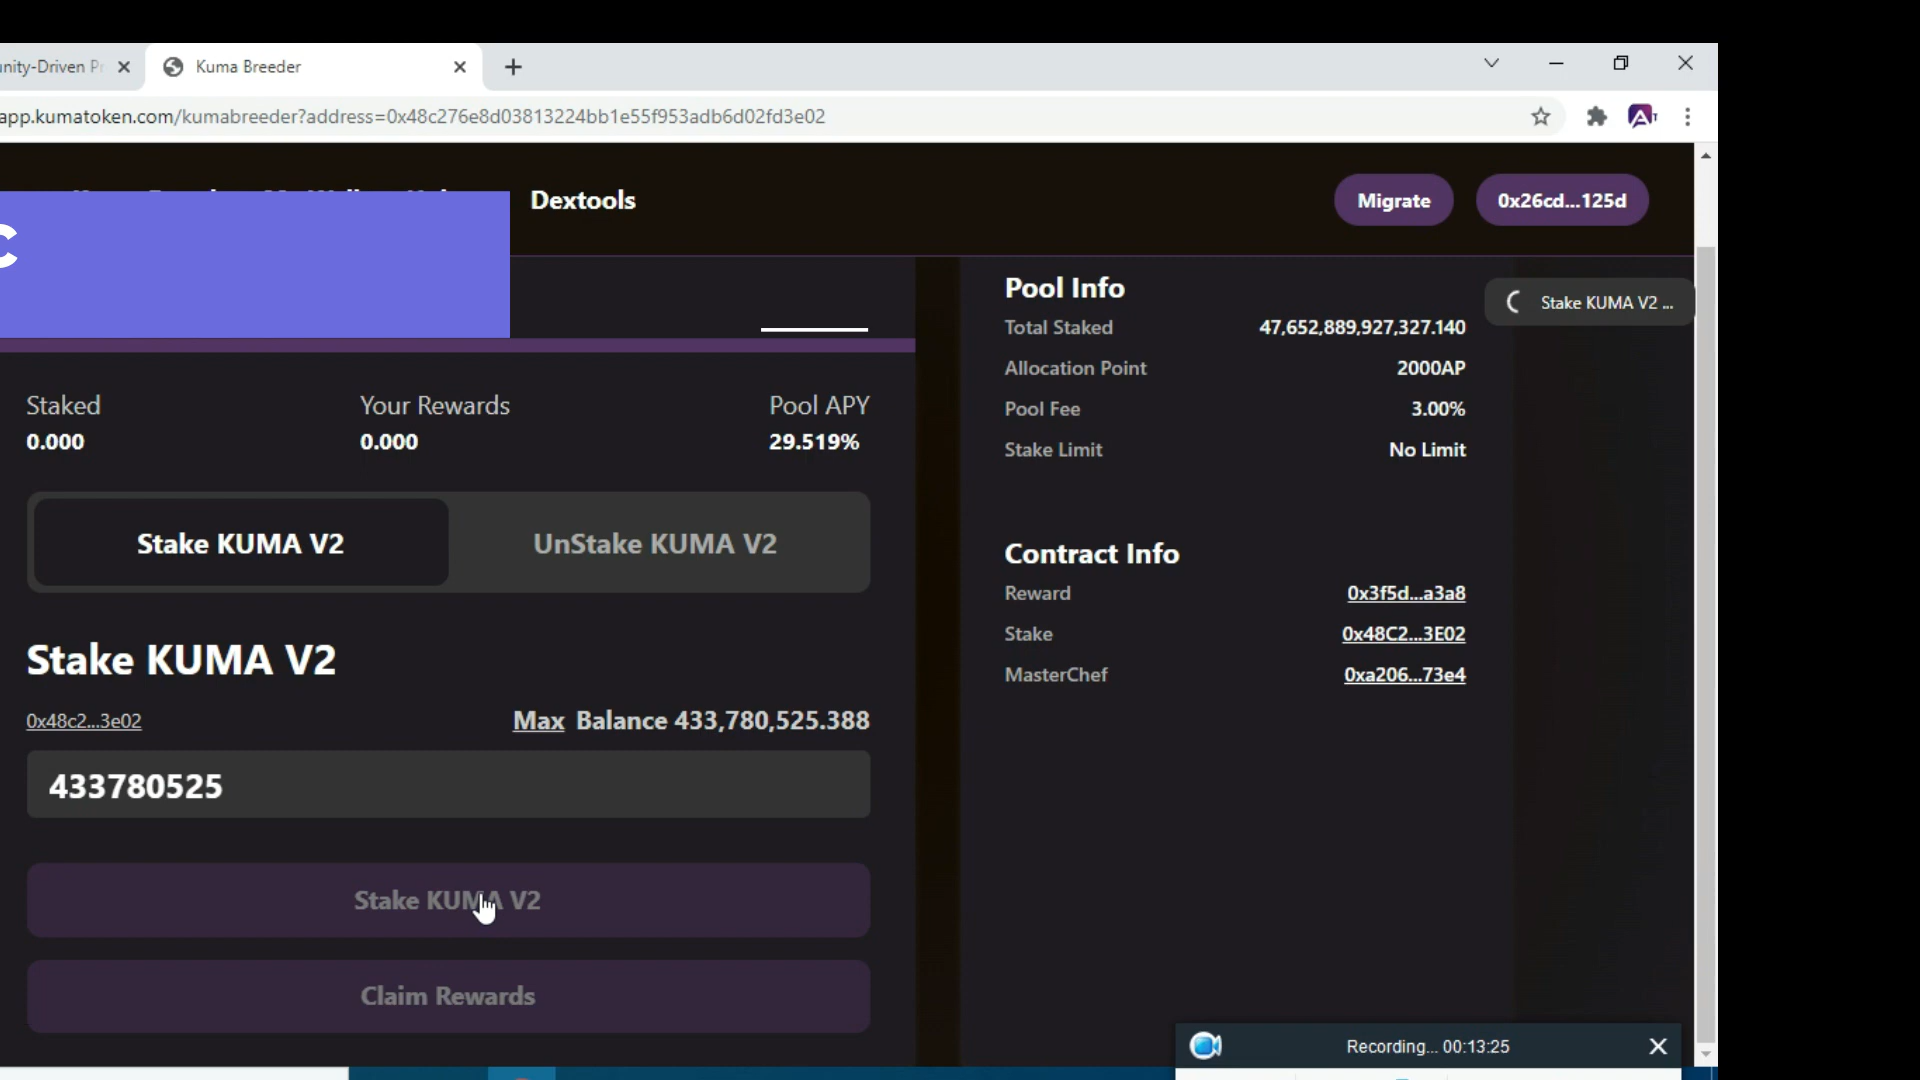 Kuma Breeder
app.kumatoken.com/kumabreeder?address=0x48c276e8d03813224bb1e55f953adb6d02fd3e02
Dextools
Migrate
0x26cd...125d
C
Pool Info
Stake KUMA V2 ...
Total Staked 47,652,889,927,327.140
Allocation Point 2000AP
Pool Fee 3.00%
Stake Limit No Limit
Staked Your Rewards Pool APY
0.000 0.000 29.519%
Stake KUMA V2 UnStake KUMA V2
Contract Info
Reward 0x3f5d...a3a8
Stake 0x48C2...3E02
MasterChef 0xa206...73e4
Stake KUMA V2
0x48c2...3e02 Max Balance 433,780,525.388
433780525
Stake KUMA V2
Claim Rewards
Recording... 00:13:25